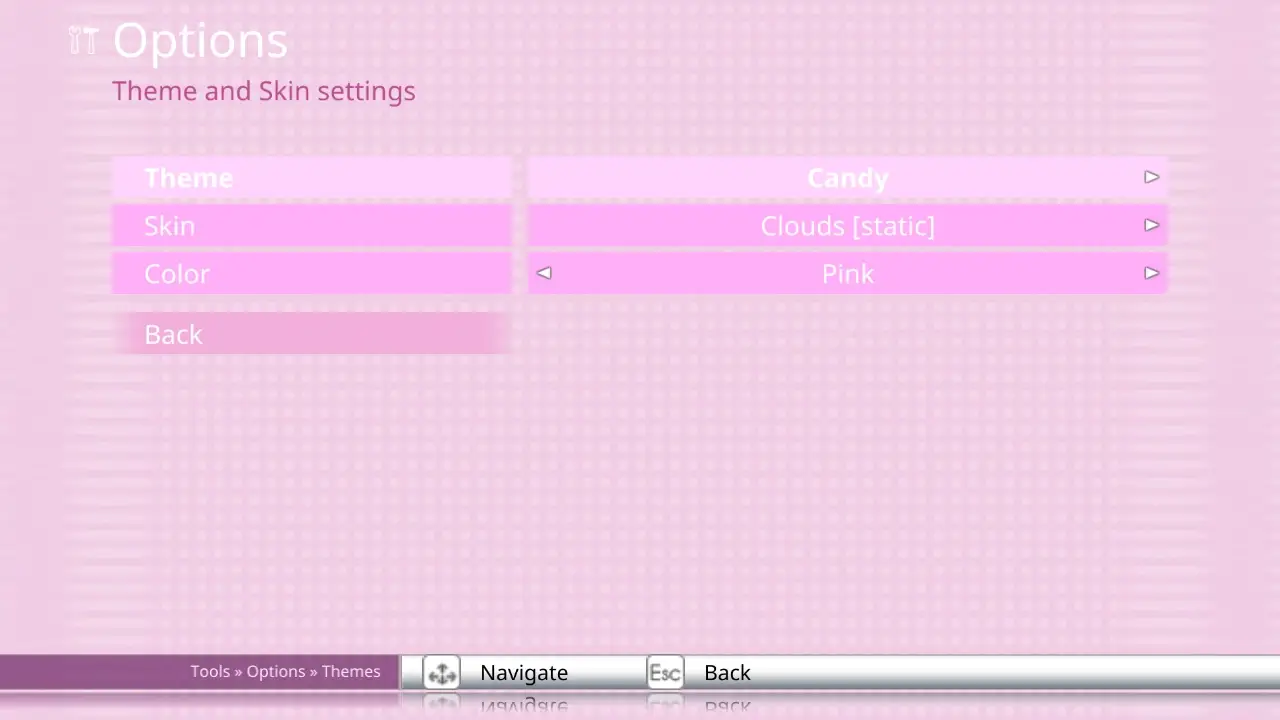 Options
Theme and Skin settings
Theme Candy
Skin Clouds [static]
Color Pink
Back
Tools » Options » Themes Navigate Esc Back